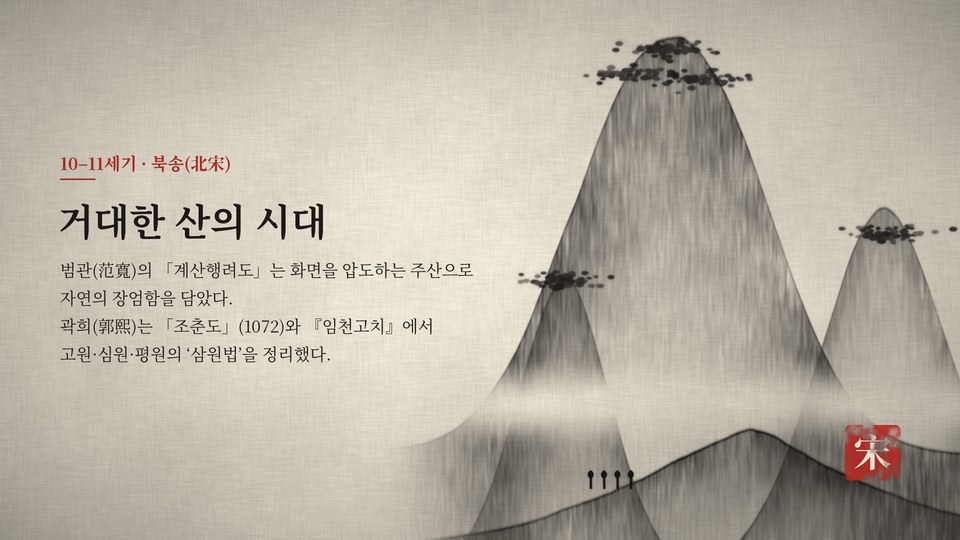 10–11세기 · 북송(北宋)
거대한 산의 시대
범관(范寬)의 「계산행려도」는 화면을 압도하는 주산으로
자연의 장엄함을 담았다.
곽희(郭熙)는 「조춘도」(1072)와 『임천고치』에서
고원·심원·평원의 ‘삼원법’을 정리했다.
宋